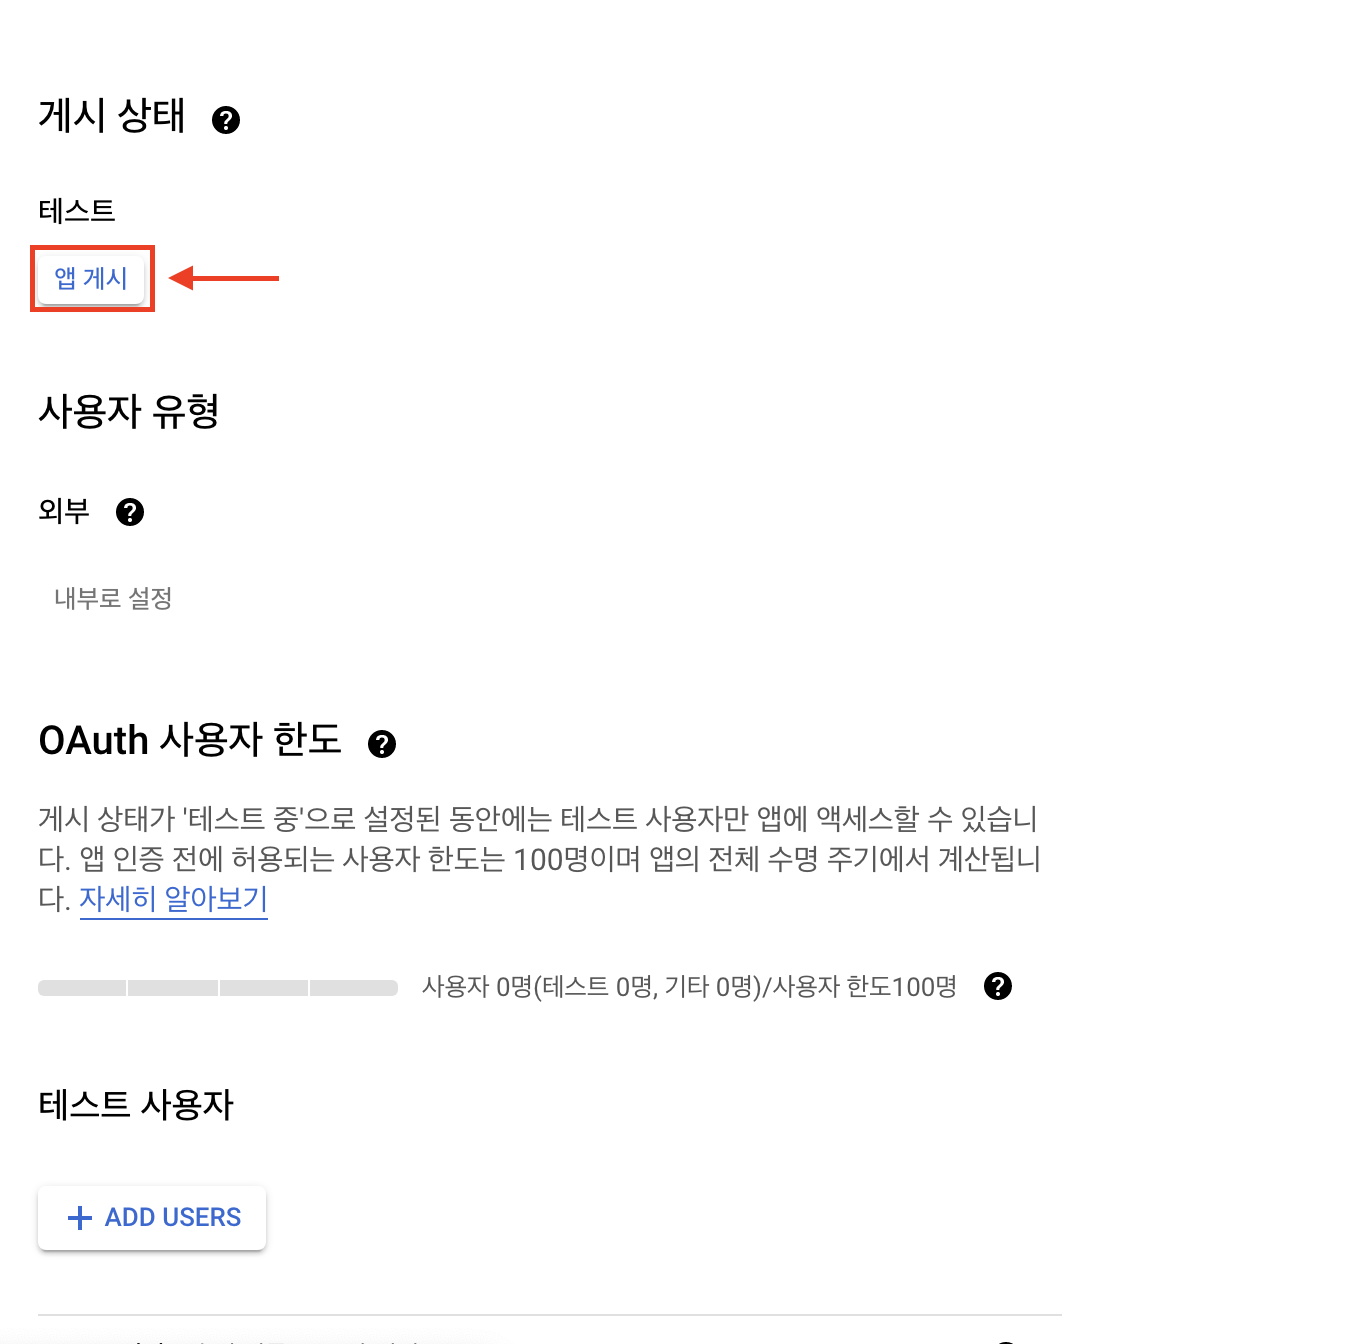 게시 상태
테스트
앱 게시
사용자 유형
외부
내부로 설정
OAuth 사용자 한도
게시 상태가 '테스트 중'으로 설정된 동안에는 테스트 사용자만 앱에 액세스할 수 있습니
다. 앱 인증 전에 허용되는 사용자 한도는 100명이며 앱의 전체 수명 주기에서 계산됩니
다. 자세히 알아보기
사용자 0명(테스트 0명, 기타 0명)/사용자 한도100명
테스트 사용자
+ ADD USERS